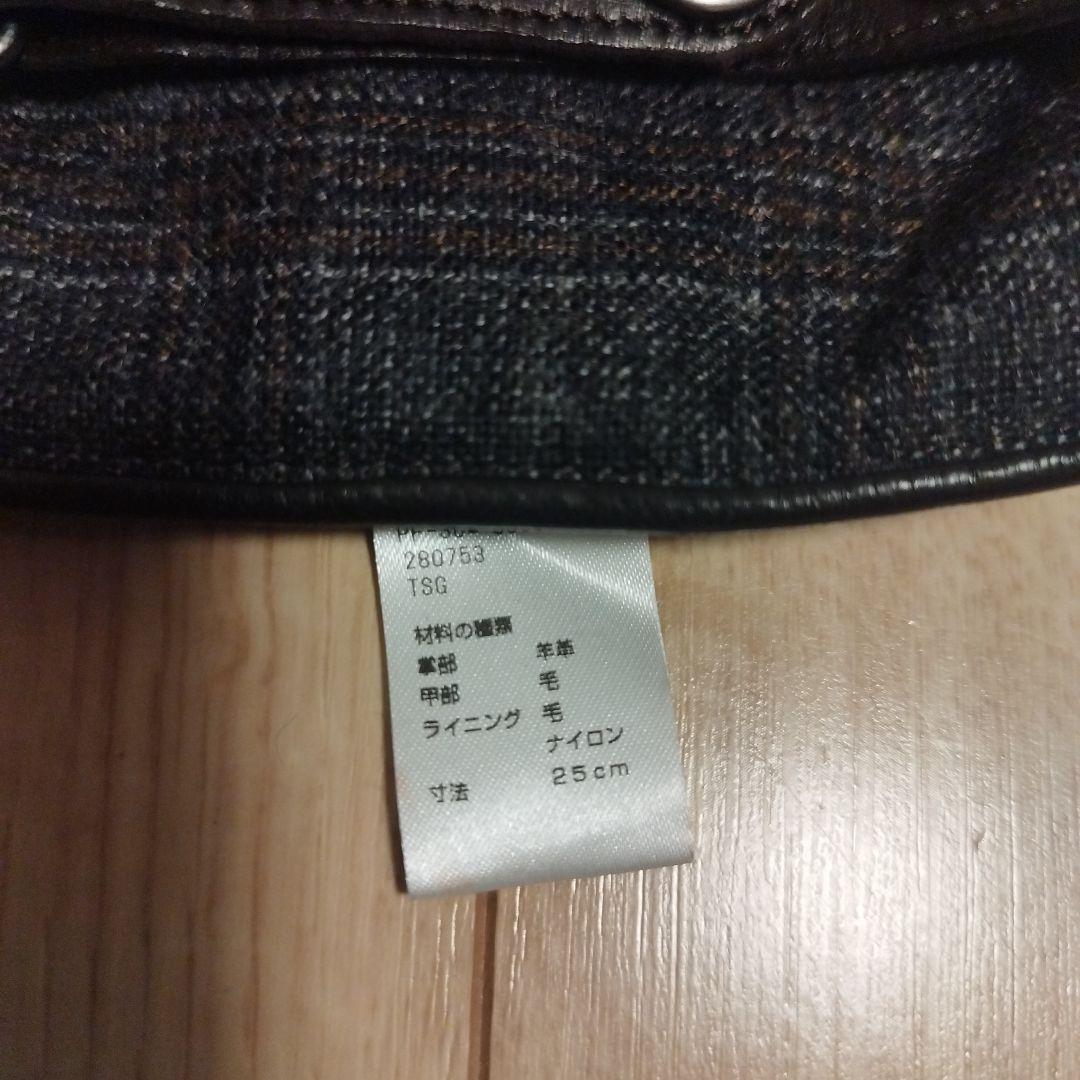 280753
TSG
材料の種類
掌部 羊革
甲部 毛
ライニング 毛
ナイロン
寸法 25cm